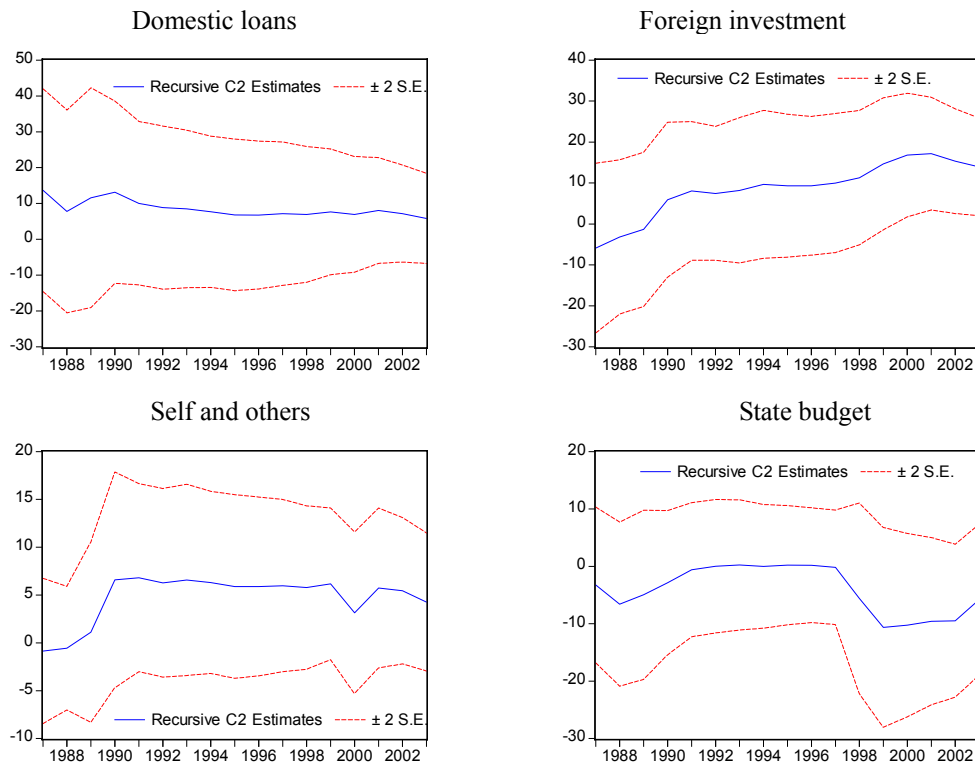 Domestic loans
50
40
30
20
10
0
-10
-20
-30
Recursive C2 Estimates ± 2 S.E.
1988 1990 1992 1994 1996 1998 2000 2002
Foreign investment
40
30
20
10
0
-10
-20
-30
Recursive C2 Estimates ± 2 S.E.
1988 1990 1992 1994 1996 1998 2000 2002
Self and others
20
15
10
5
0
-5
-10
Recursive C2 Estimates ± 2 S.E.
1988 1990 1992 1994 1996 1998 2000 2002
State budget
20
10
0
-10
-20
-30
Recursive C2 Estimates ± 2 S.E.
1988 1990 1992 1994 1996 1998 2000 2002